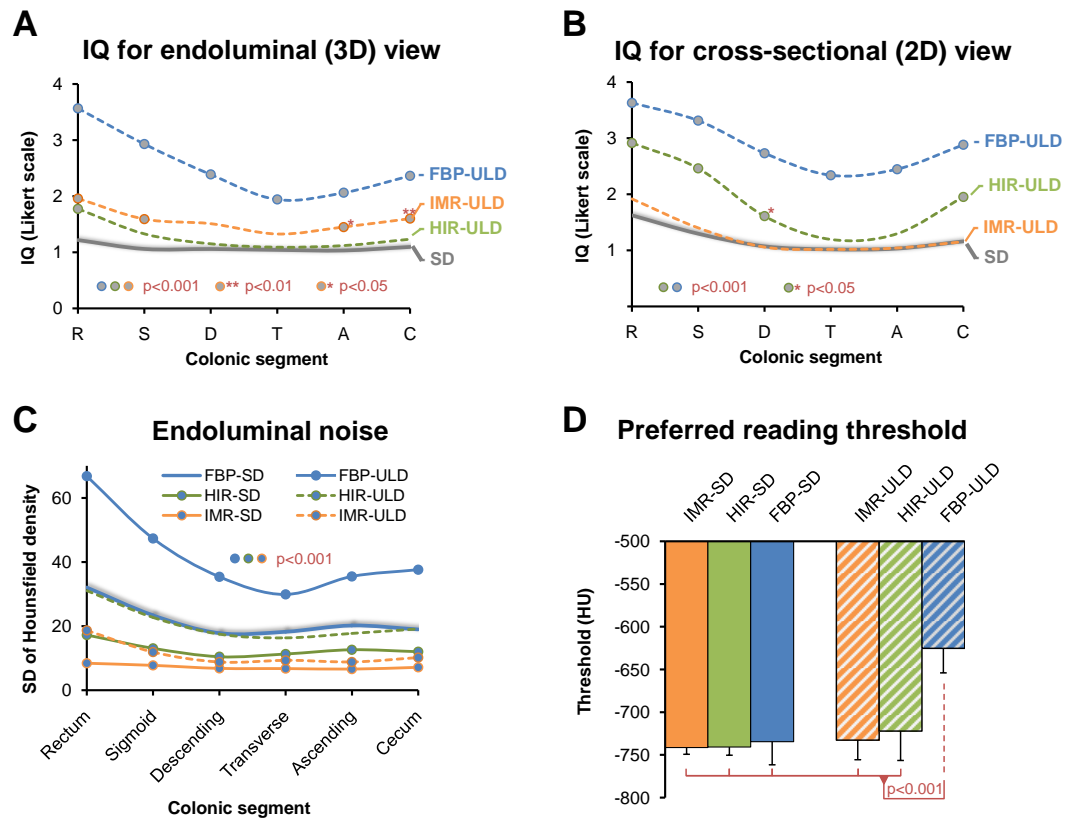 A
IQ for endoluminal (3D) view
IQ (Likert scale)
4
3
2
1
0
FBP-ULD
IMR-ULD
HIR-ULD
SD
*
**
p<0.001
** p<0.01
* p<0.05
R S D T A C
Colonic segment
B
IQ for cross-sectional (2D) view
IQ (Likert scale)
4
3
2
1
FBP-ULD
HIR-ULD
IMR-ULD
SD
*
p<0.001
* p<0.05
R S D T A C
Colonic segment
C
Endoluminal noise
SD of Hounsfield density
60
40
20
0
FBP-SD FBP-ULD
HIR-SD HIR-ULD
IMR-SD IMR-ULD
p<0.001
Rectum Sigmoid Descending Transverse Ascending Cecum
Colonic segment
D
Preferred reading threshold
IMR-SD HIR-SD FBP-SD IMR-ULD HIR-ULD FBP-ULD
Threshold (HU)
-500
-550
-600
-650
-700
-750
-800
p<0.001